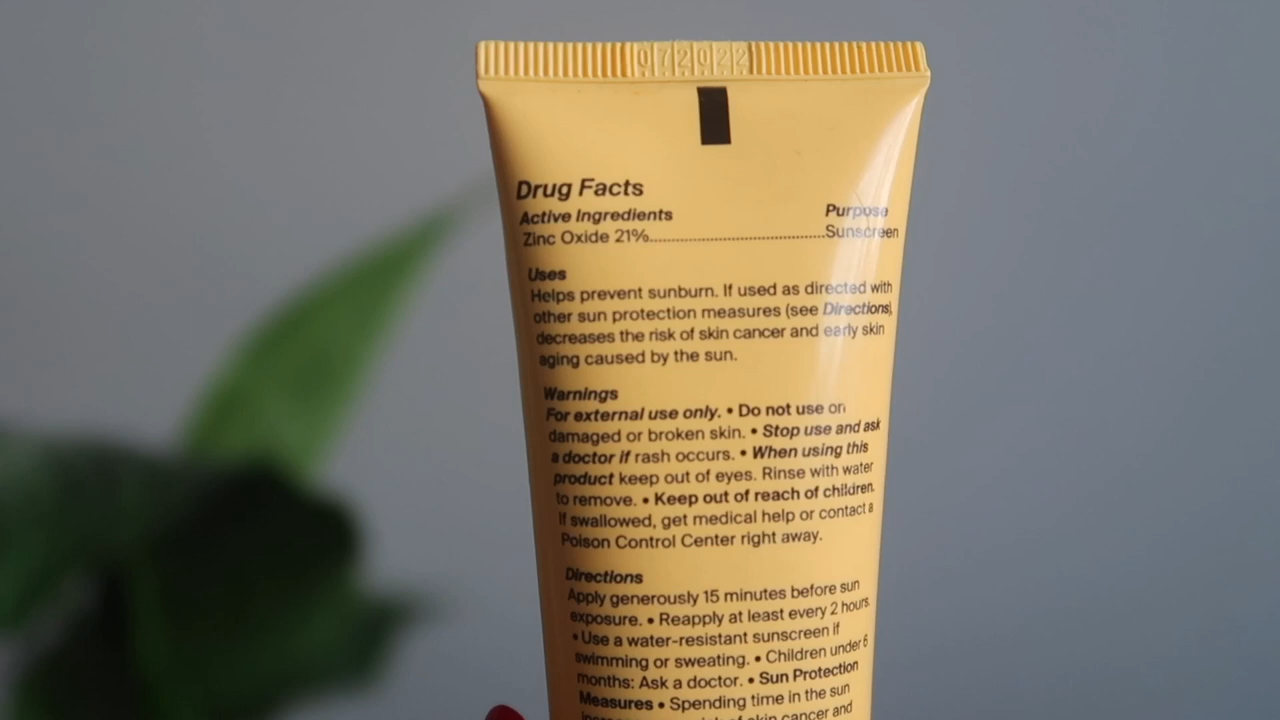 072022
Drug Facts
Active Ingredients Purpose
Zinc Oxide 21%..........................................Sunscreen
Uses
Helps prevent sunburn. If used as directed with
other sun protection measures (see Directions),
decreases the risk of skin cancer and early skin
aging caused by the sun.
Warnings
For external use only. • Do not use on
damaged or broken skin. • Stop use and ask
a doctor if rash occurs. • When using this
product keep out of eyes. Rinse with water
to remove. • Keep out of reach of children.
If swallowed, get medical help or contact a
Poison Control Center right away.
Directions
Apply generously 15 minutes before sun
exposure. • Reapply at least every 2 hours.
• Use a water-resistant sunscreen if
swimming or sweating. • Children under 6
months: Ask a doctor. • Sun Protection
Measures • Spending time in the sun
of skin cancer and